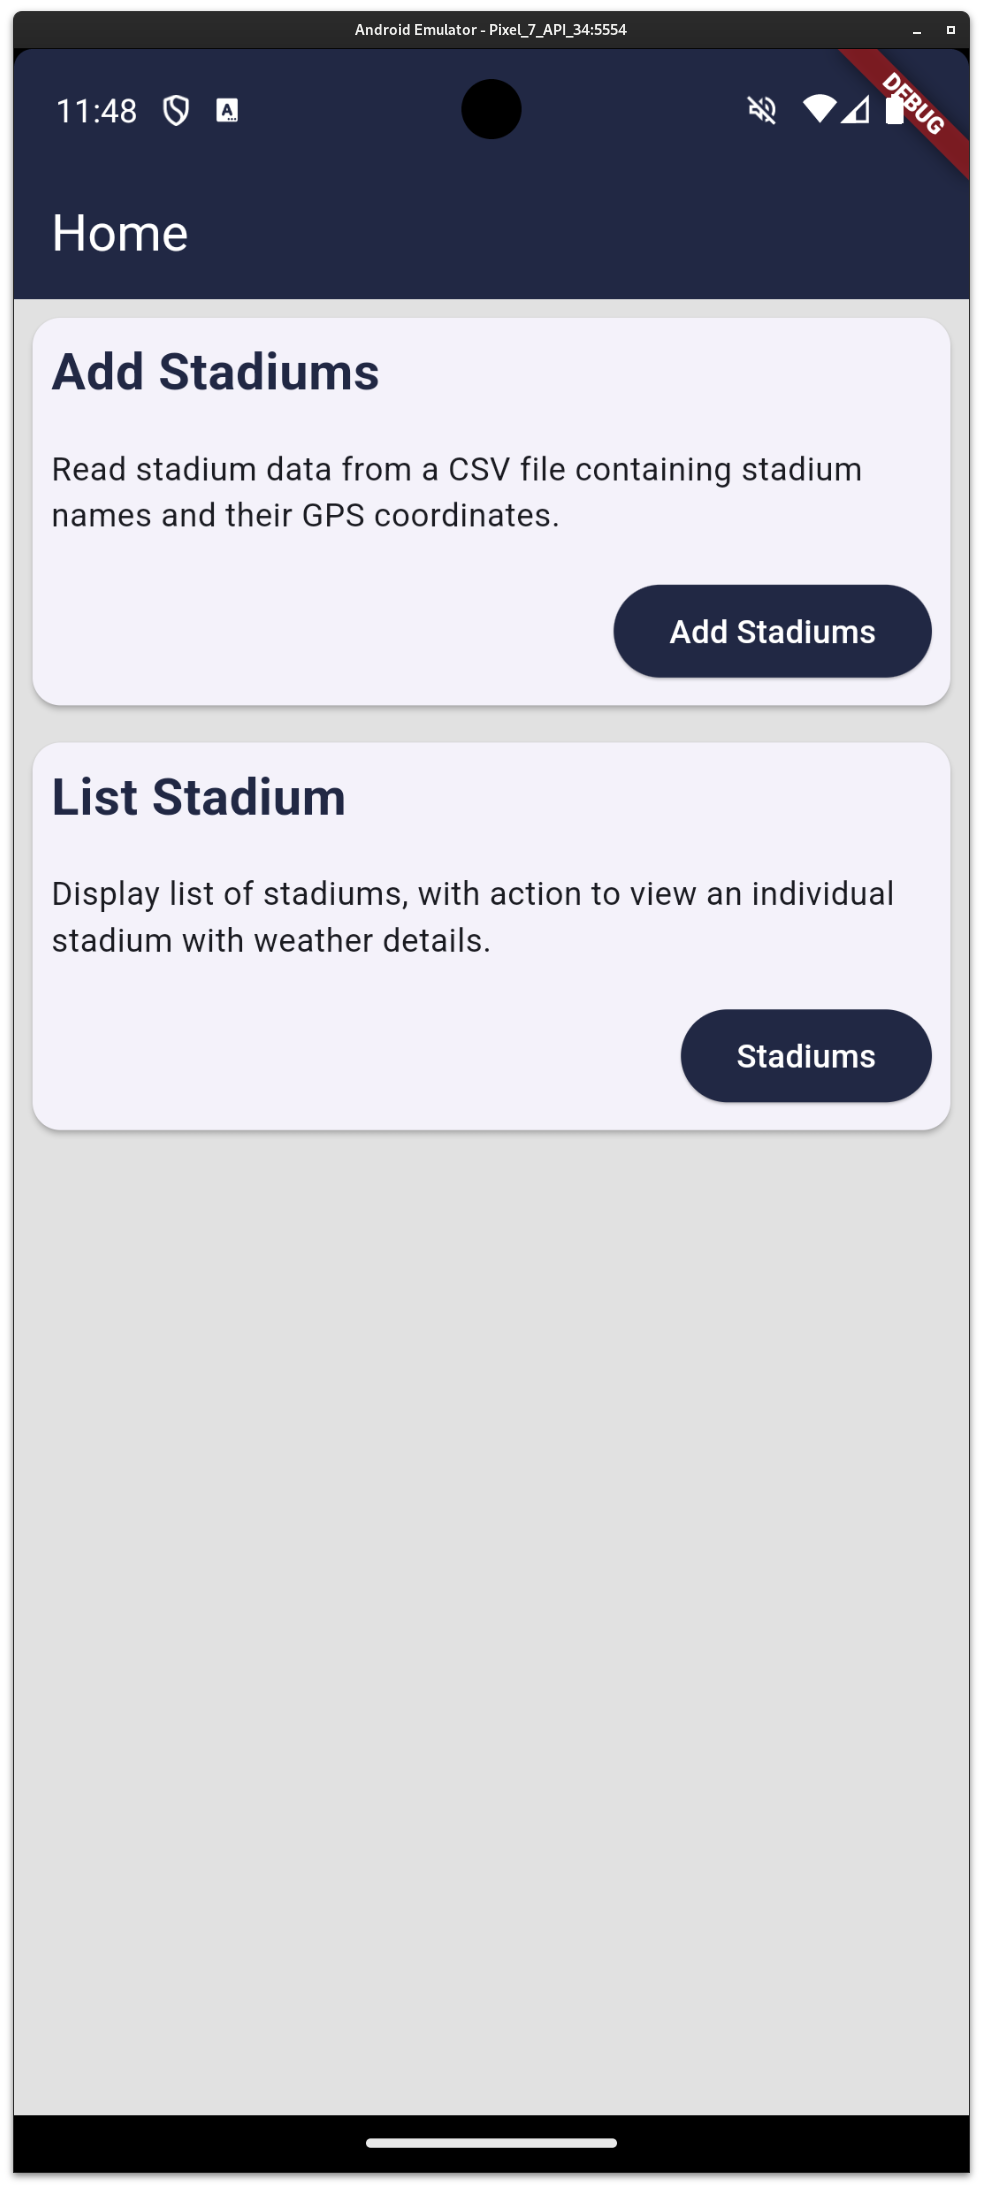 Android Emulator - Pixel_7_API_34:5554
11:48
A
DEBUG
Home
Add Stadiums
Read stadium data from a CSV file containing stadium
names and their GPS coordinates.
Add Stadiums
List Stadium
Display list of stadiums, with action to view an individual
stadium with weather details.
Stadiums